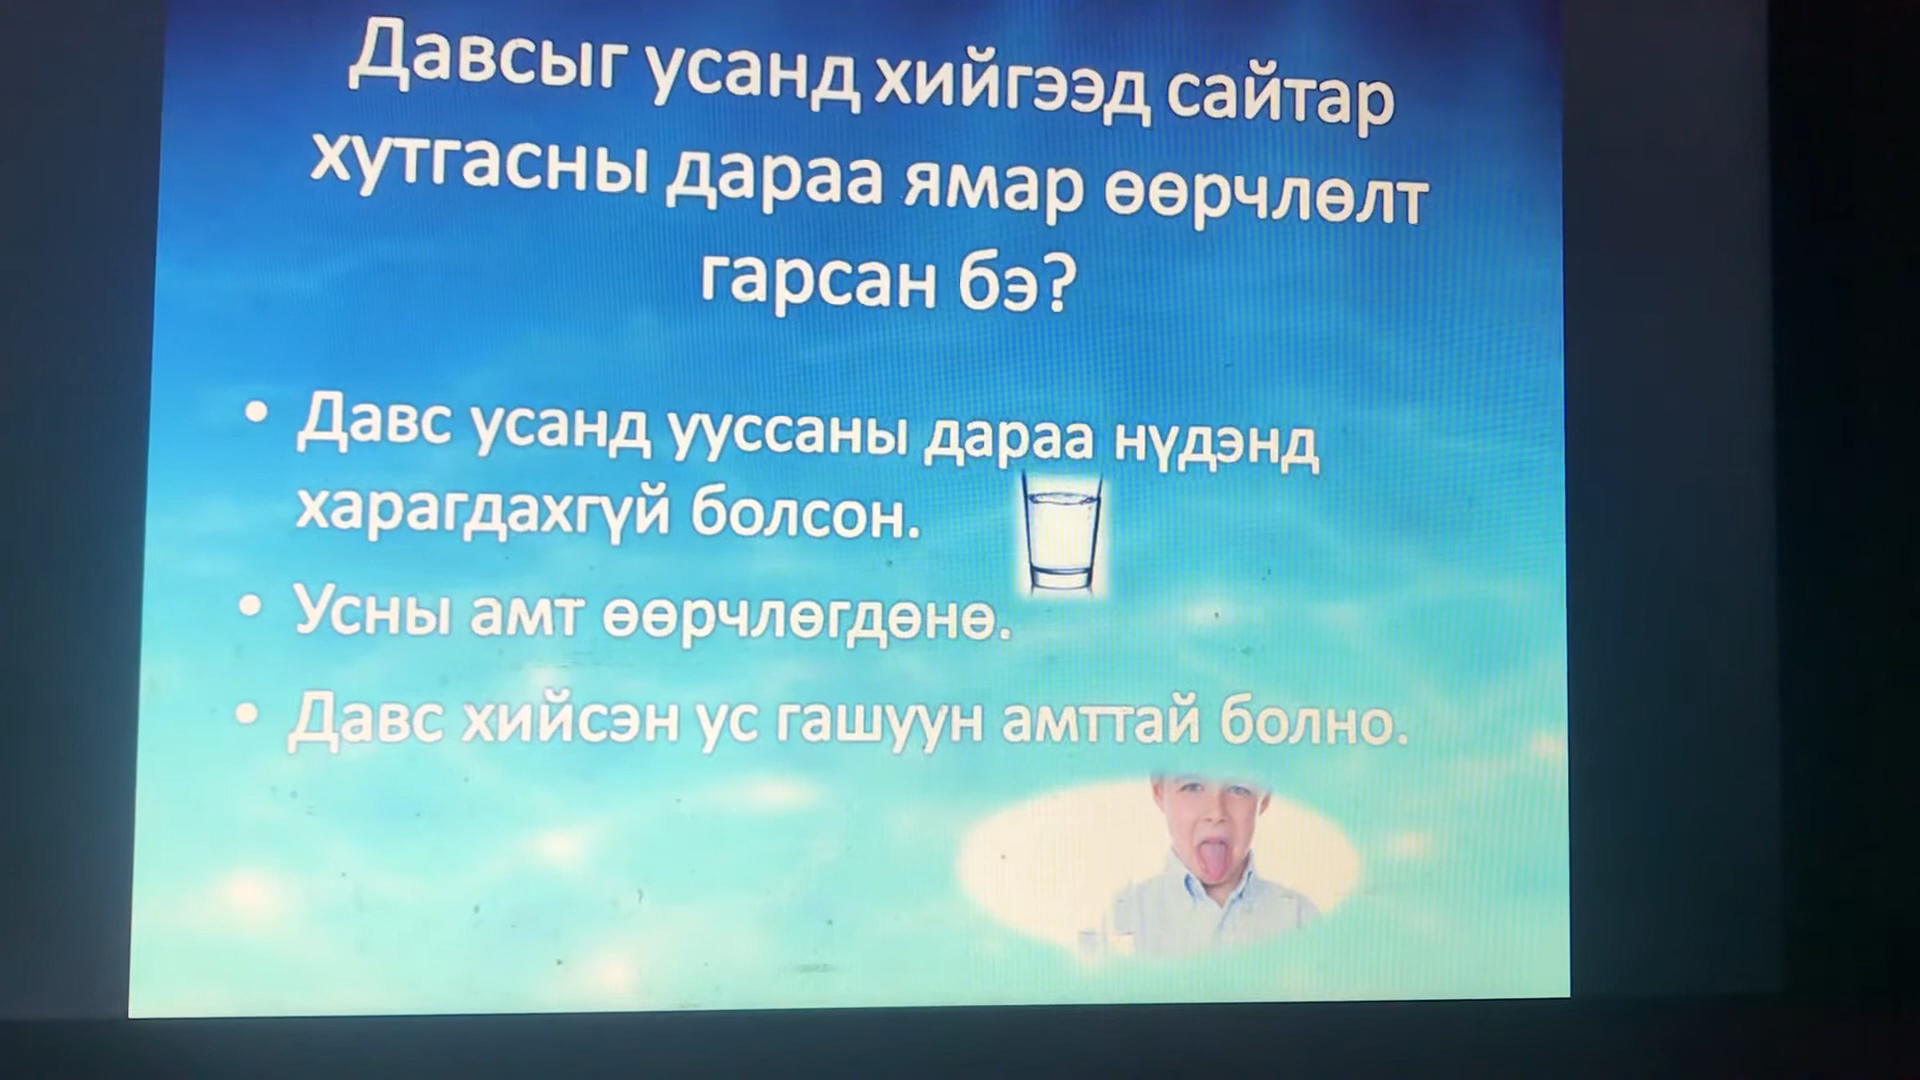 Давсыг усанд хийгээд сайтар
хутгасны дараа ямар өөрчлөлт
гарсан бэ?
• Давс усанд ууссаны дараа нүдэнд
харагдахгүй болсон.
• Усны амт өөрчлөгдөнө.
• Давс хийсэн ус гашуун амттай болно.